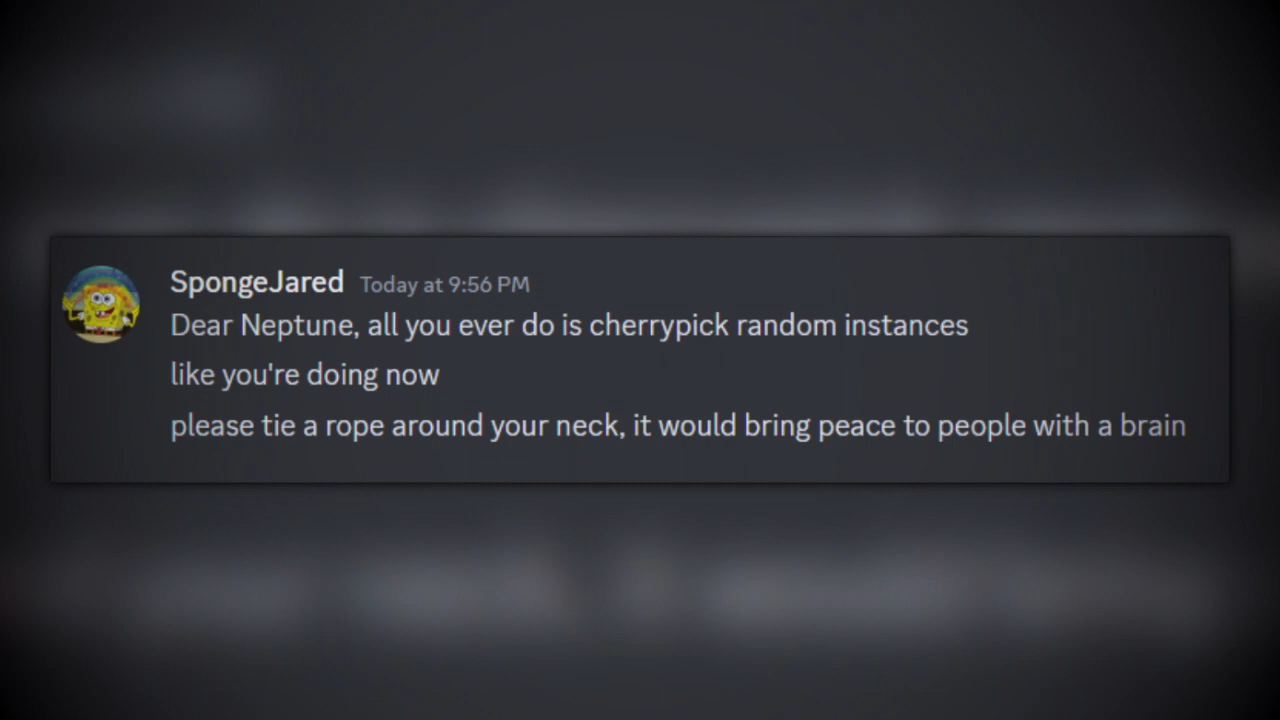 SpongeJared Today at 9:56 PM
Dear Neptune, all you ever do is cherrypick random instances
like you're doing now
please tie a rope around your neck, it would bring peace to people with a brain